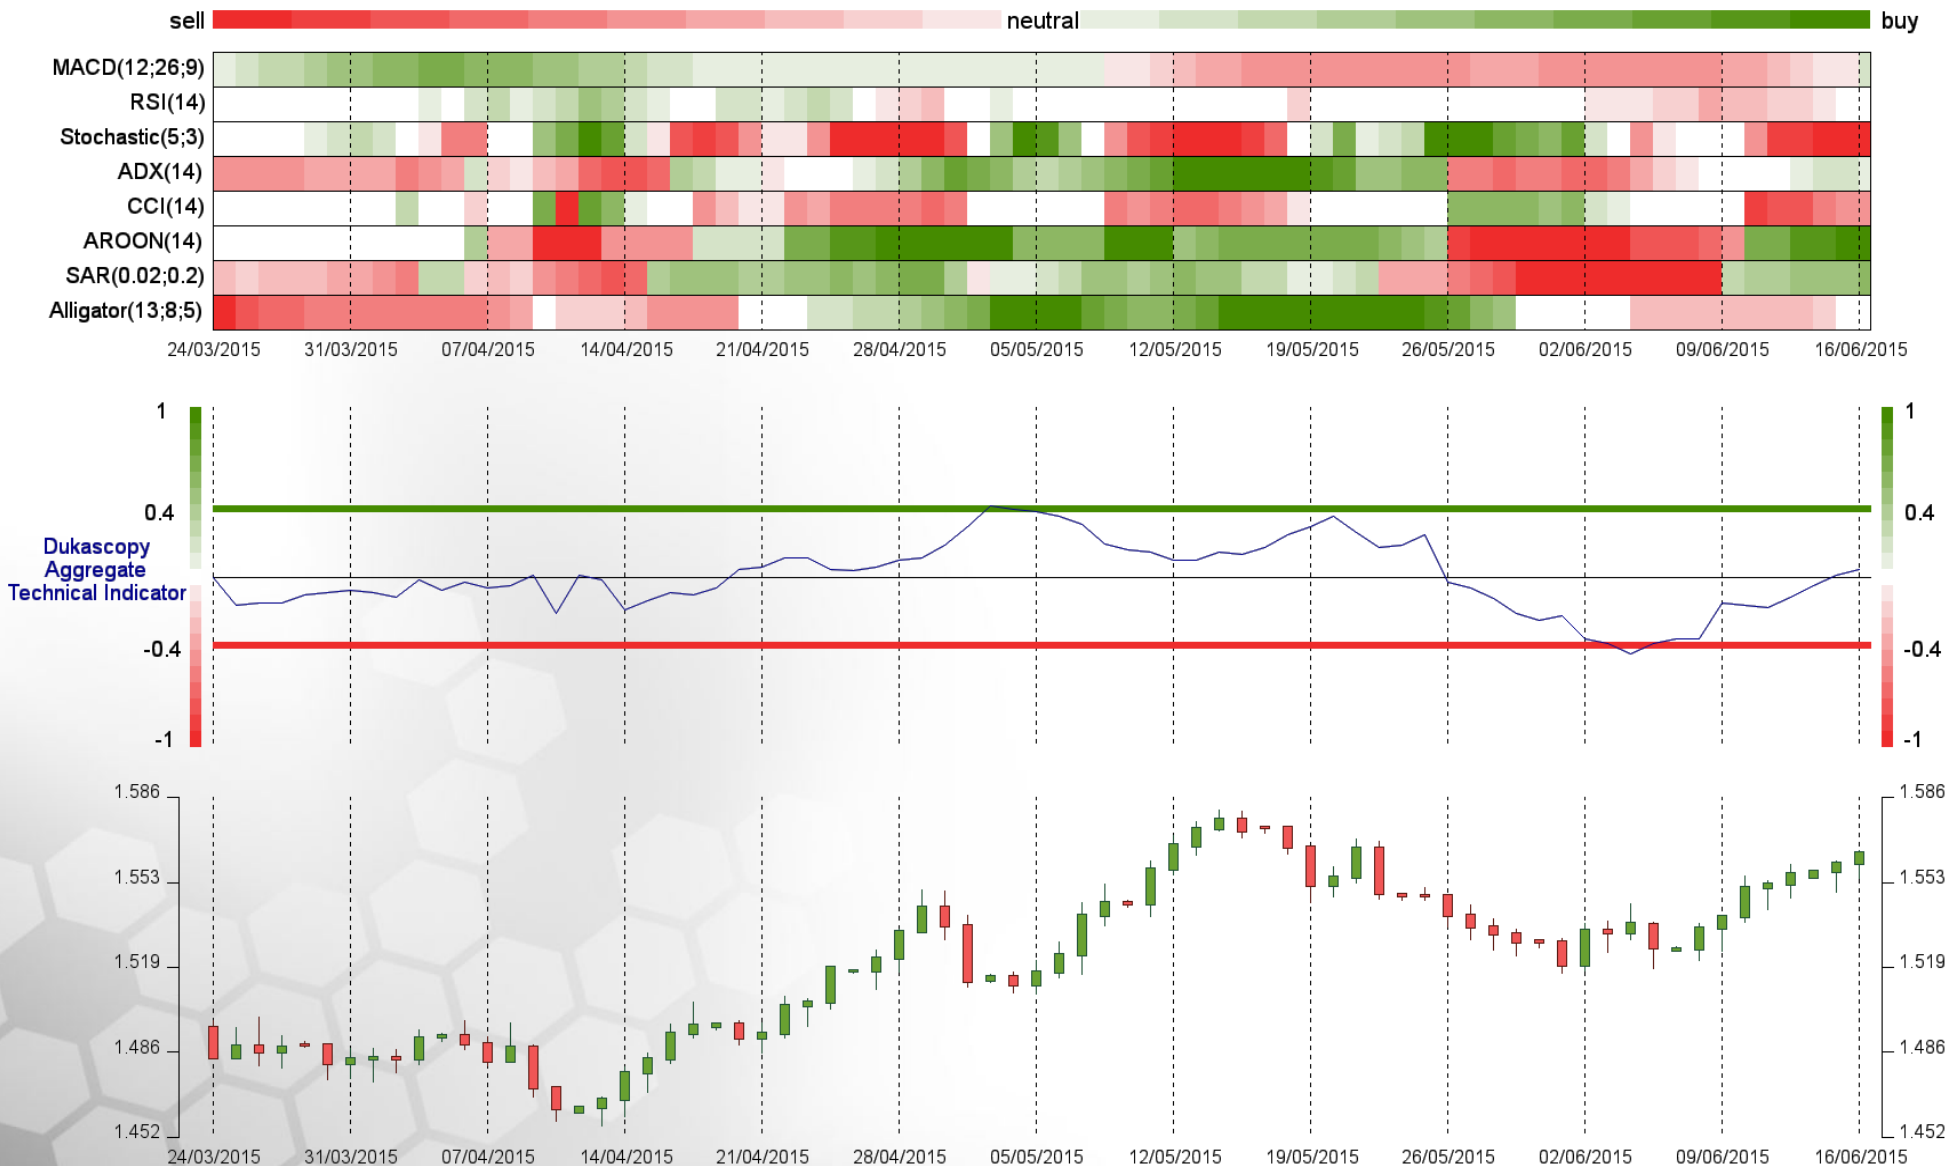 sell neutral buy
MACD(12;26;9)
RSI(14)
Stochastic(5;3)
ADX(14)
CCI(14)
AROON(14)
SAR(0.02;0.2)
Alligator(13;8;5)
24/03/2015 31/03/2015 07/04/2015 14/04/2015 21/04/2015 28/04/2015 05/05/2015 12/05/2015 19/05/2015 26/05/2015 02/06/2015 09/06/2015 16/06/2015
1 1
0.4 0.4
Dukascopy
Aggregate
Technical Indicator
-0.4 -0.4
-1 -1
1.586 1.586
1.553 1.553
1.519 1.519
1.486 1.486
1.452 1.452
24/03/2015 31/03/2015 07/04/2015 14/04/2015 21/04/2015 28/04/2015 05/05/2015 12/05/2015 19/05/2015 26/05/2015 02/06/2015 09/06/2015 16/06/2015